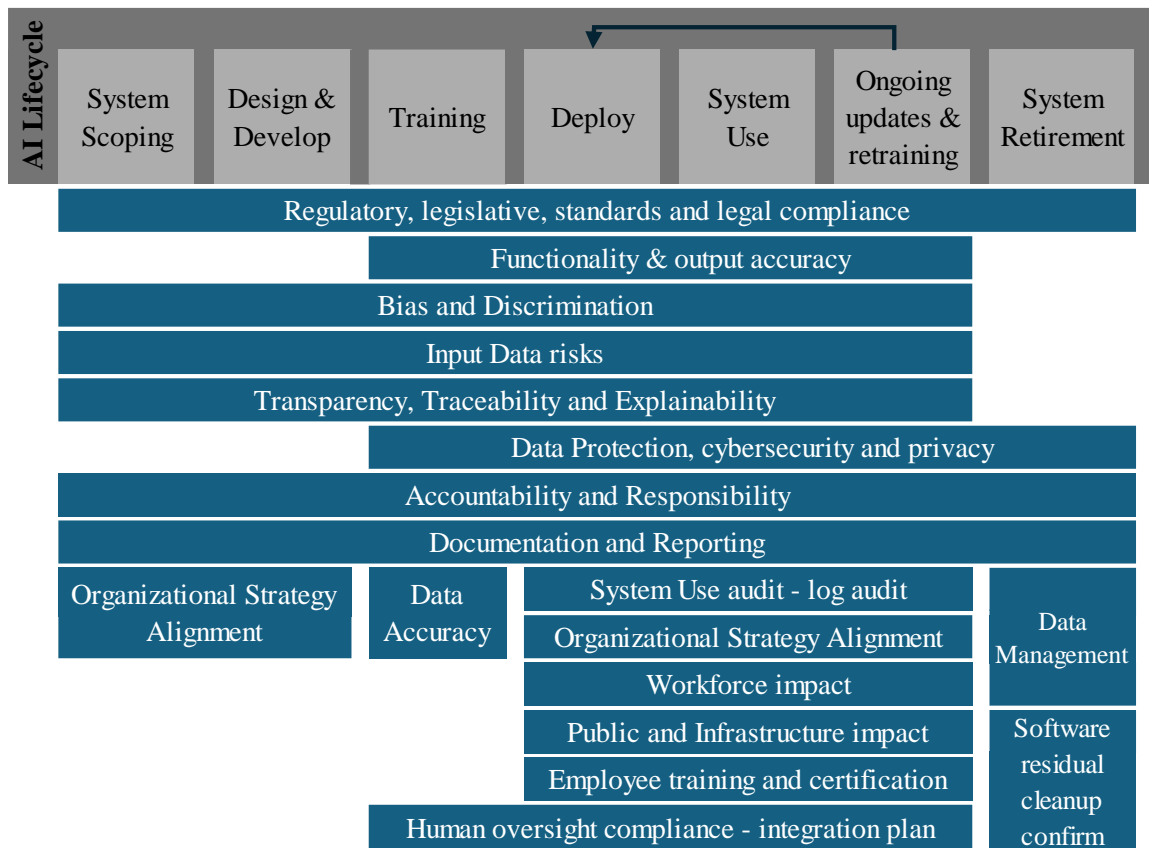 AI Lifecycle
System
Scoping
Design &
Develop
Training
Deploy
System
Use
Ongoing
updates &
retraining
System
Retirement
Regulatory, legislative, standards and legal compliance
Functionality & output accuracy
Bias and Discrimination
Input Data risks
Transparency, Traceability and Explainability
Data Protection, cybersecurity and privacy
Accountability and Responsibility
Documentation and Reporting
Organizational Strategy
Alignment
Data
Accuracy
System Use audit - log audit
Organizational Strategy Alignment
Workforce impact
Public and Infrastructure impact
Employee training and certification
Human oversight compliance - integration plan
Data
Management
Software
residual
cleanup
confirm